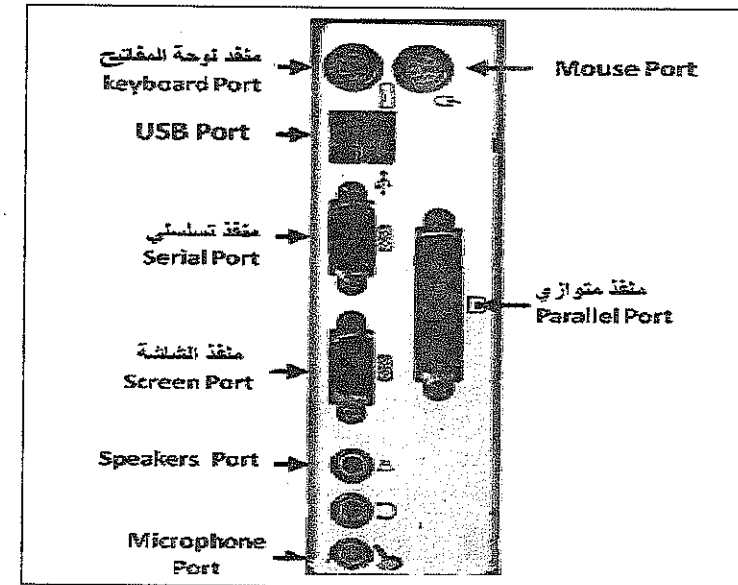 منفذ لوحة المفاتيح
keyboard Port
Mouse Port
USB Port
منفذ تسلسلي
Serial Port
منفذ متوازي
Parallel Port
منفذ الشاشة
Screen Port
Speakers Port
Microphone
Port